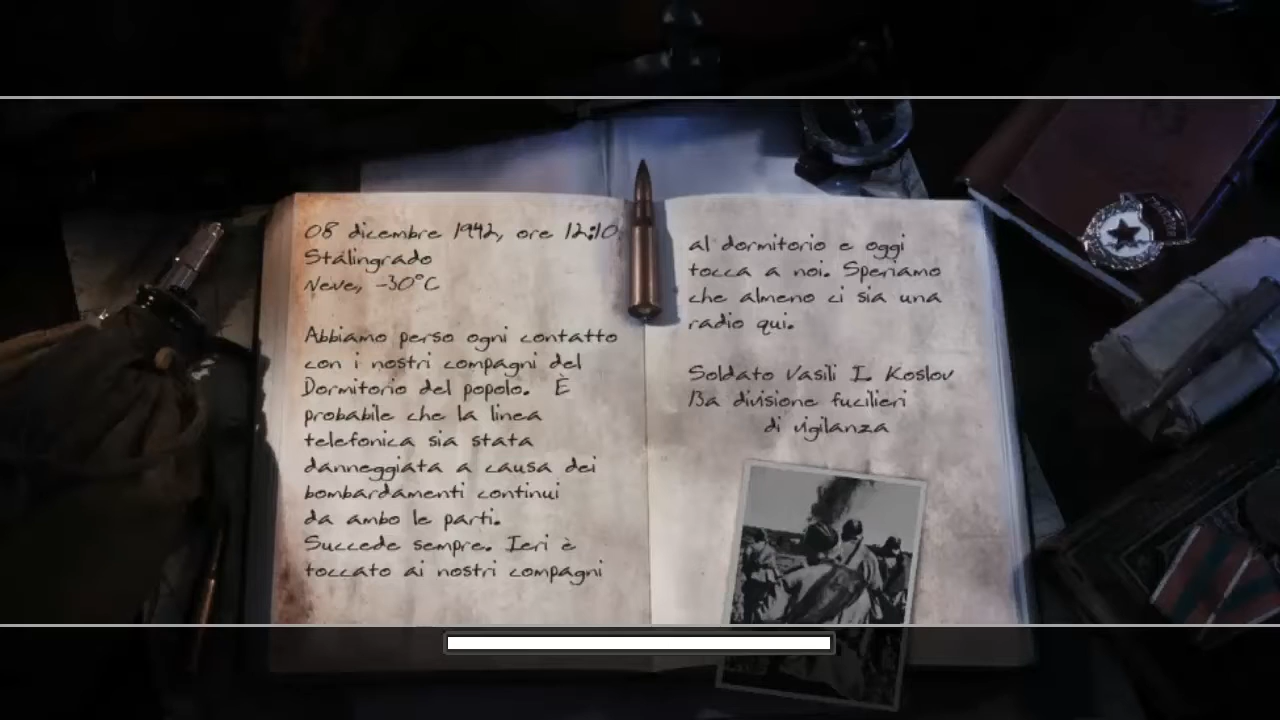 08 dicembre 1942, ore 12:10
Stalingrado
Neve, -30°C
Abbiamo perso ogni contatto
con i nostri compagni del
Dormitorio del popolo. È
probabile che la linea
telefonica sia stata
danneggiata a causa dei
bombardamenti continui
da ambo le parti.
Succede sempre. Ieri è
toccato ai nostri compagni
al dormitorio e oggi
tocca a noi. Speriamo
che almeno ci sia una
radio qui.
Soldato Vasili I. Koslov
13a divisione fucilieri
di vigilanza